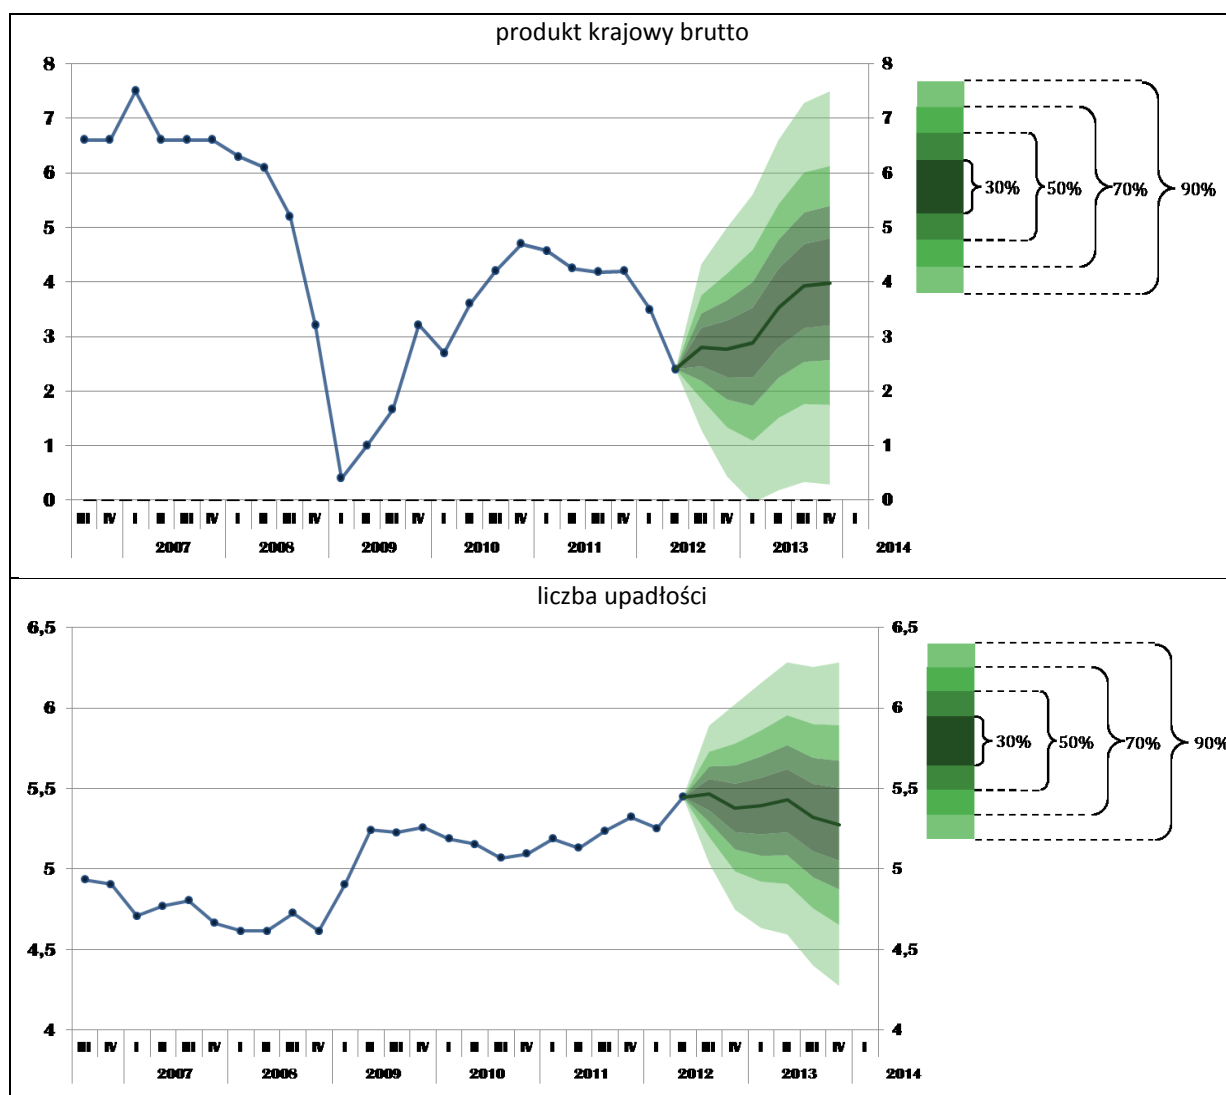 produkt krajowy brutto
8 8
7 7
6 6
5 5
4 4
3 3
2 2
1 1
0 0
30% 50% 70% 90%
III IV I II III IV I II III IV I II III IV I II III IV I II III IV I II III IV I II III IV I
2007 2008 2009 2010 2011 2012 2013 2014
liczba upadłości
6,5 6,5
6 6
5,5 5,5
5 5
4,5 4,5
4 4
30% 50% 70% 90%
III IV I II III IV I II III IV I II III IV I II III IV I II III IV I II III IV I II III IV I
2007 2008 2009 2010 2011 2012 2013 2014